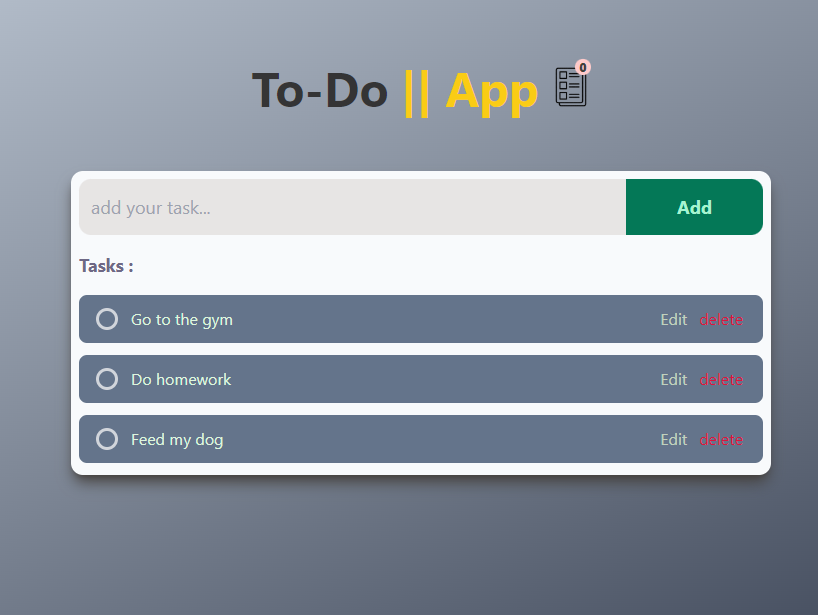 To-Do || App 0
add your task... Add
Tasks :
Go to the gym Edit delete
Do homework Edit delete
Feed my dog Edit delete